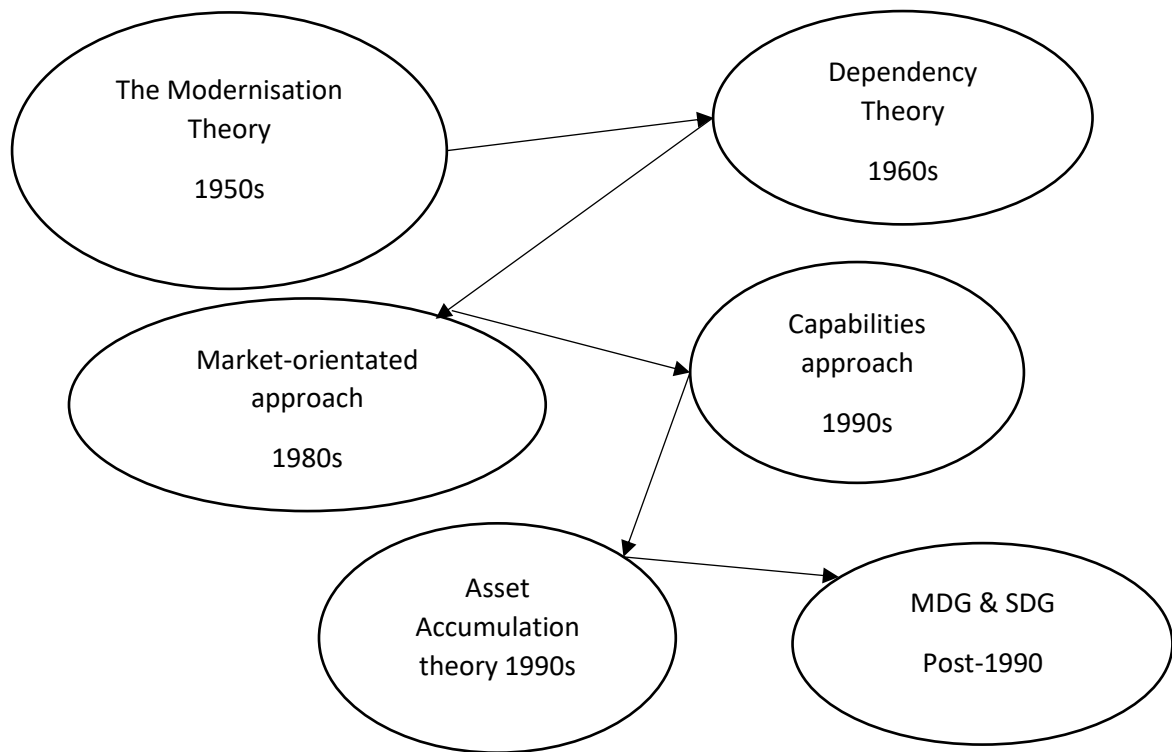 The Modernisation
Theory
1950s
Dependency
Theory
1960s
Market-orientated
approach
1980s
Capabilities
approach
1990s
Asset
Accumulation
theory 1990s
MDG & SDG
Post-1990